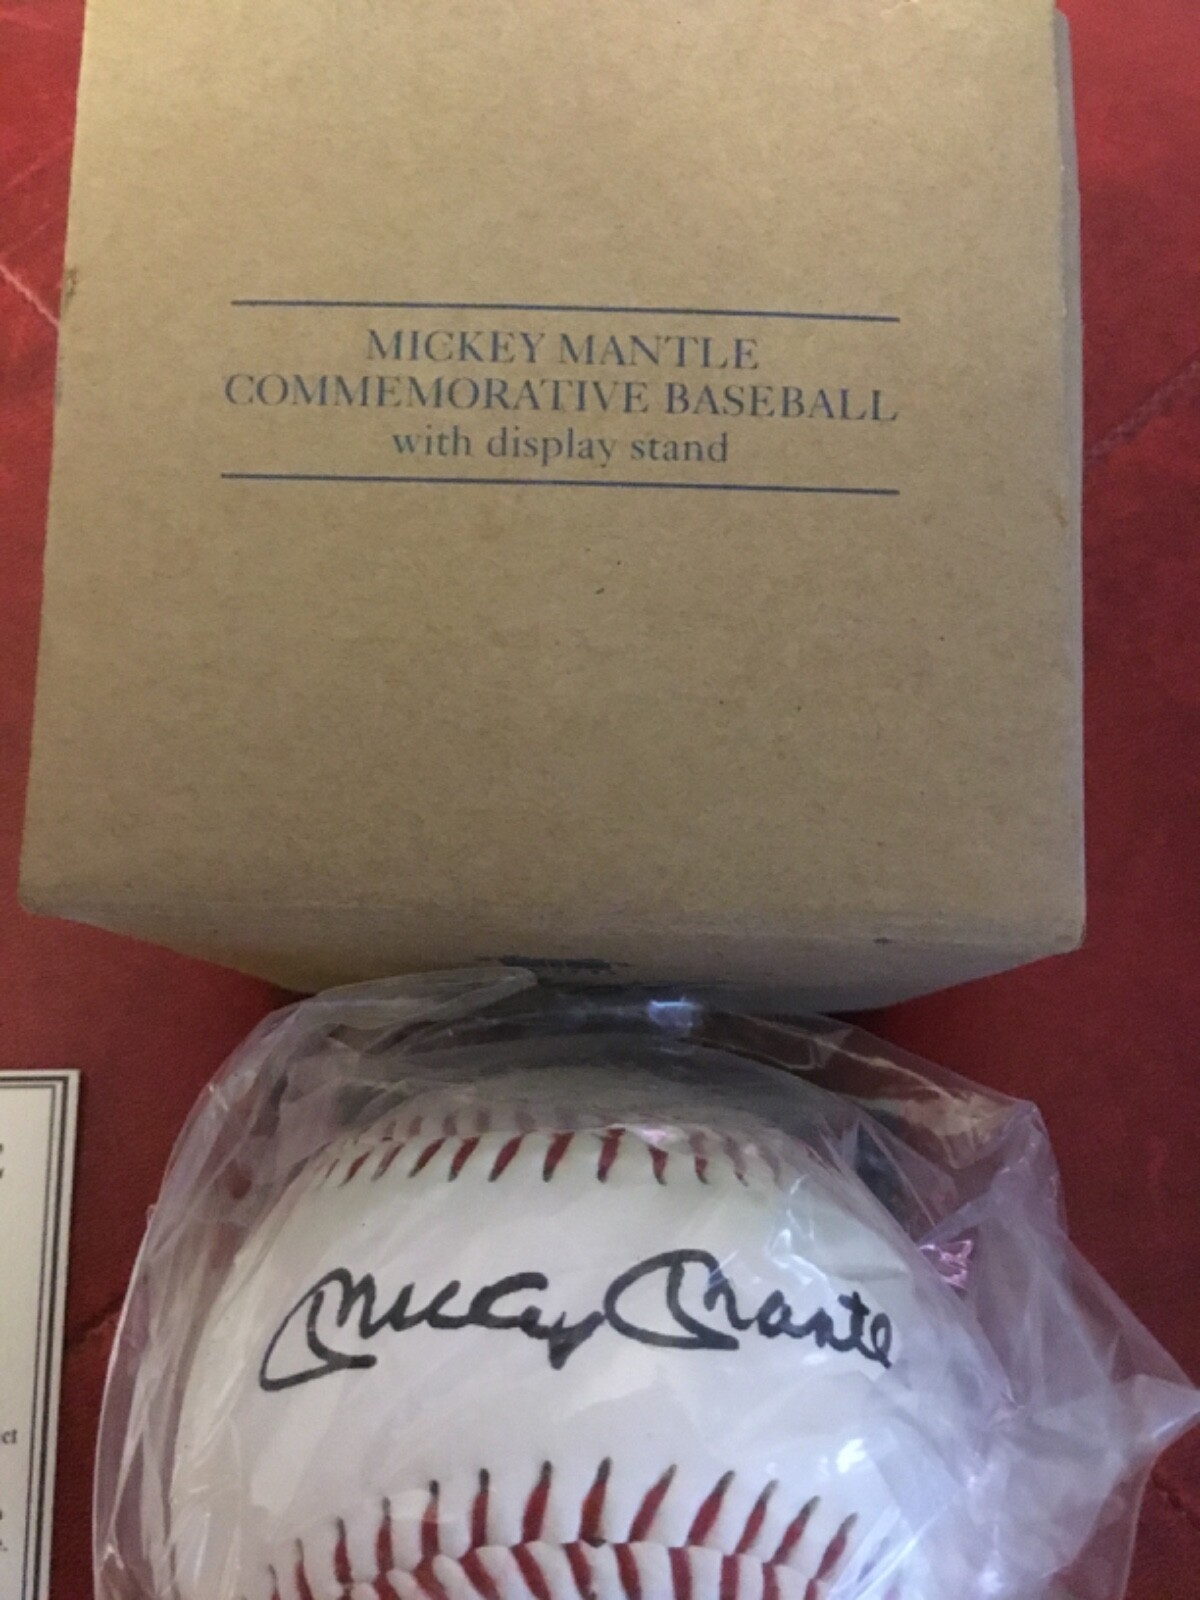 MICKEY MANTLE
COMMEMORATIVE BASEBALL
with display stand
Mickey Mantle